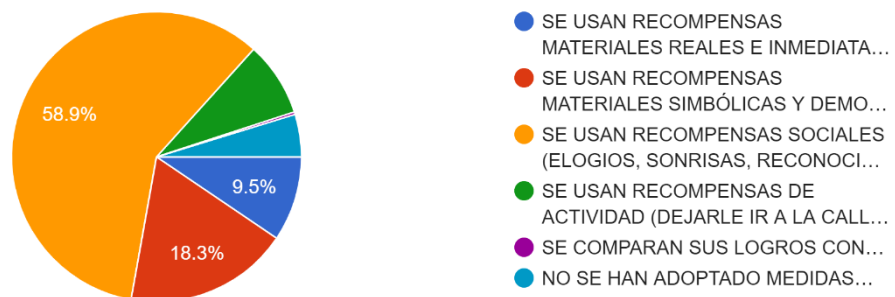 58.9%
9.5%
18.3%
SE USAN RECOMPENSAS
MATERIALES REALES E INMEDIATA…
SE USAN RECOMPENSAS
MATERIALES SIMBÓLICAS Y DEMO…
SE USAN RECOMPENSAS SOCIALES
(ELOGIOS, SONRISAS, RECONOCI…
SE USAN RECOMPENSAS DE
ACTIVIDAD (DEJARLE IR A LA CALL…
SE COMPARAN SUS LOGROS CON…
NO SE HAN ADOPTADO MEDIDAS…